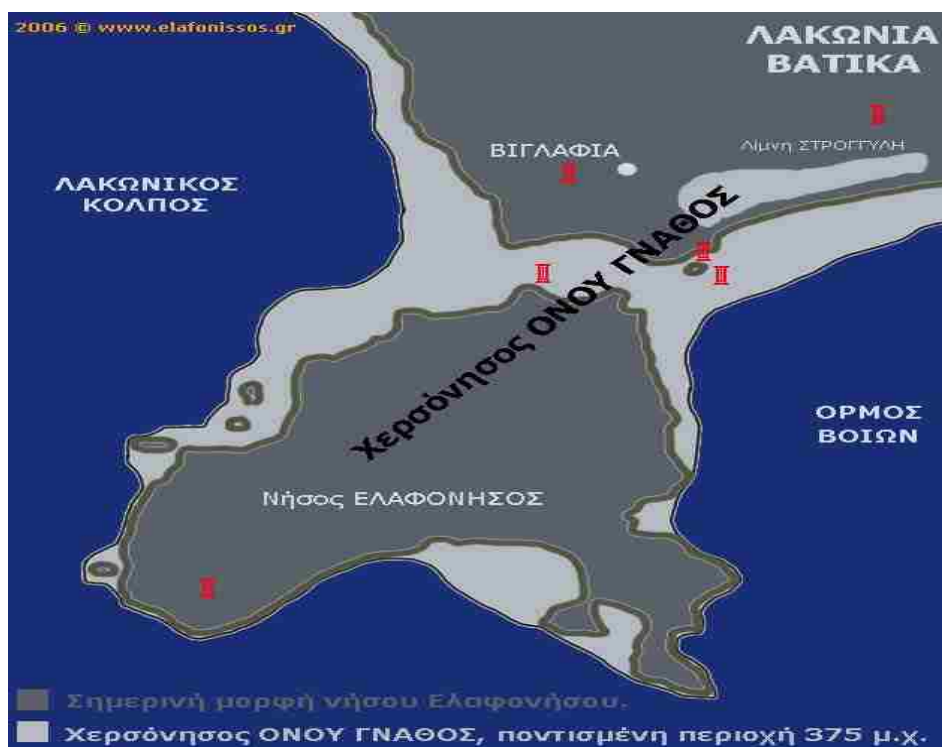 2006 © www.elafonissos.gr
ΛΑΚΩΝΙΑ
ΒΑΤΙΚΑ
ΒΙΓΛΑΦΙΑ
Λίμνη ΣΤΡΟΓΓΥΛΗ
ΛΑΚΩΝΙΚΟΣ
ΚΟΛΠΟΣ
Χερσόνησος ΟΝΟΥ ΓΝΑΘΟΣ
ΟΡΜΟΣ
ΒΟΙΩΝ
Νήσος ΕΛΑΦΟΝΗΣΟΣ
Σημερινή μορφή νήσου Ελαφονήσου.
Χερσόνησος ΟΝΟΥ ΓΝΑΘΟΣ, ποντισμένη περιοχή 375 μ.χ.